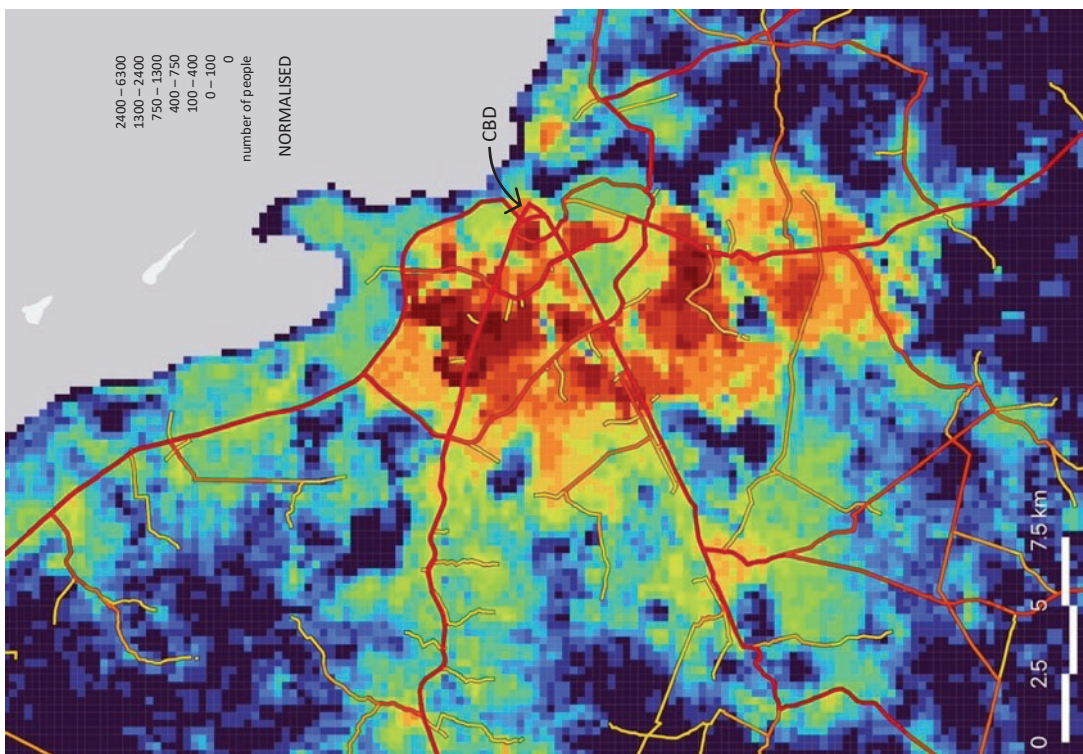 2400 – 6300
1300 – 2400
750 – 1300
400 – 750
100 – 400
0 – 100
0
number of people
NORMALISED
CBD
0 2.5 5 7.5 km